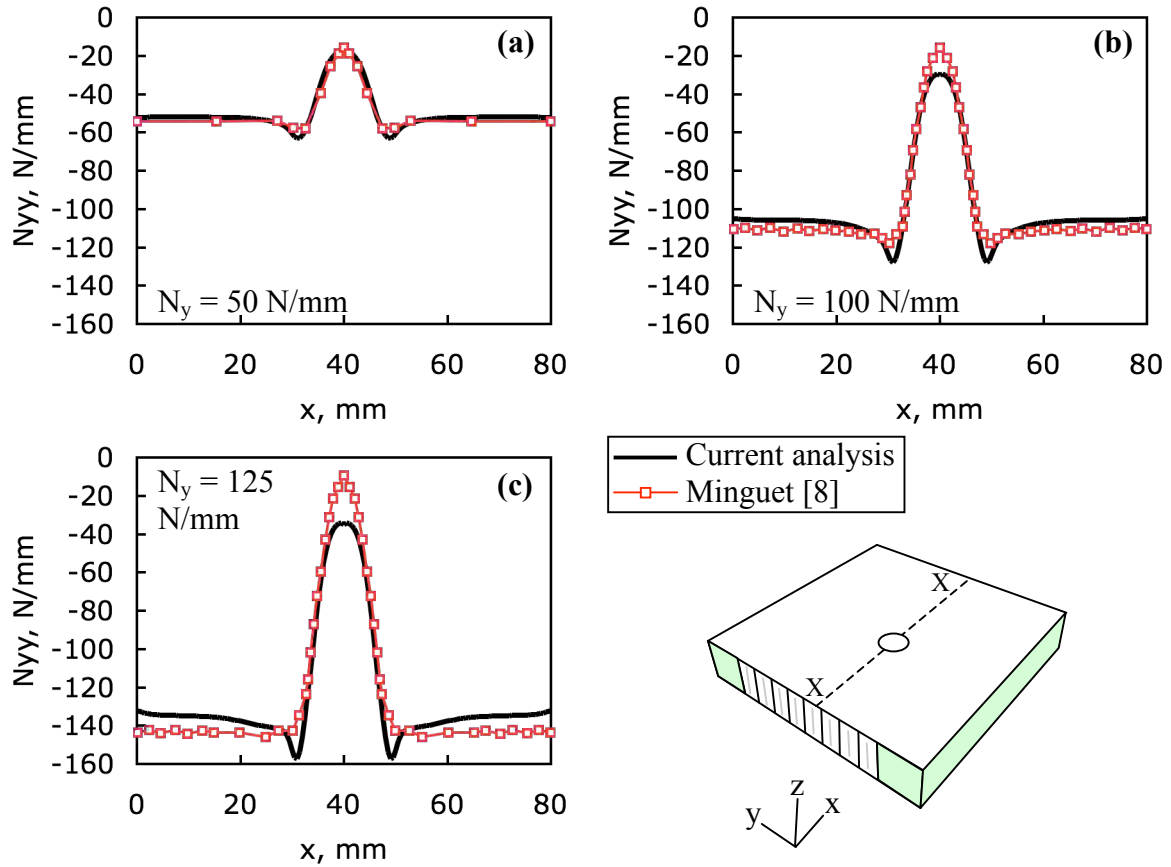 (a)
Nyy, N/mm
0
-20
-40
-60
-80
-100
-120
-140
-160
N_y = 50 N/mm
0 20 40 60 80
x, mm
(b)
Nyy, N/mm
0
-20
-40
-60
-80
-100
-120
-140
-160
N_y = 100 N/mm
0 20 40 60 80
x, mm
(c)
N_y = 125
N/mm
Nyy, N/mm
0
-20
-40
-60
-80
-100
-120
-140
-160
0 20 40 60 80
x, mm
Current analysis
Minguet [8]
X
X
z
y
x